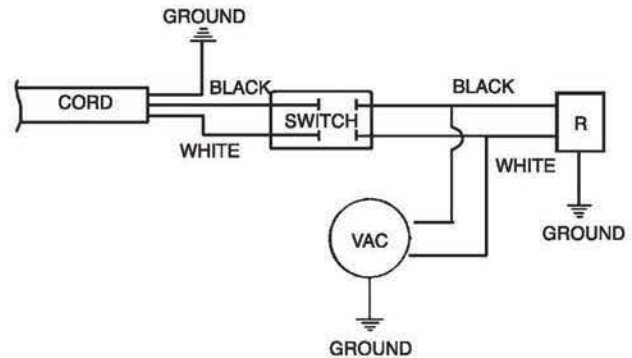 GROUND
CORD
BLACK
BLACK
SWITCH
R
WHITE
WHITE
VAC
GROUND
GROUND